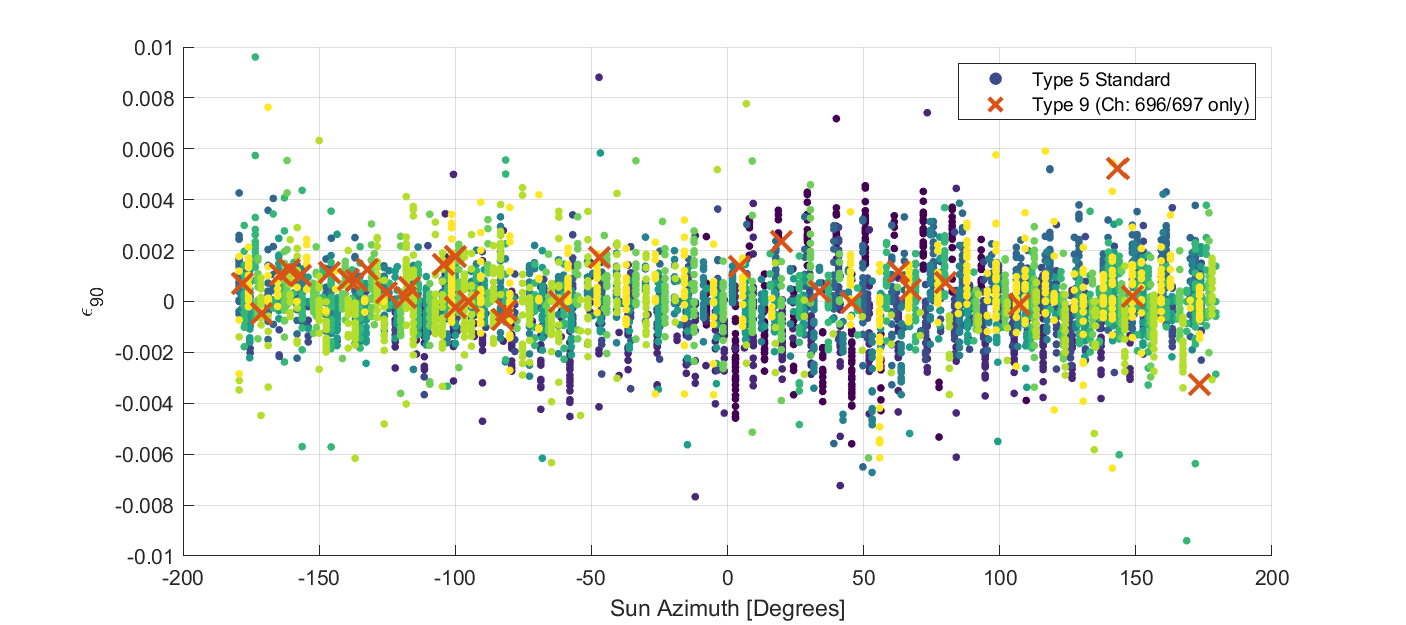 0.01
0.008
0.006
0.004
0.002
0
-0.002
-0.004
-0.006
-0.008
-0.01
ϵ90
Type 5 Standard
Type 9 (Ch: 696/697 only)
-200 -150 -100 -50 0 50 100 150 200
Sun Azimuth [Degrees]